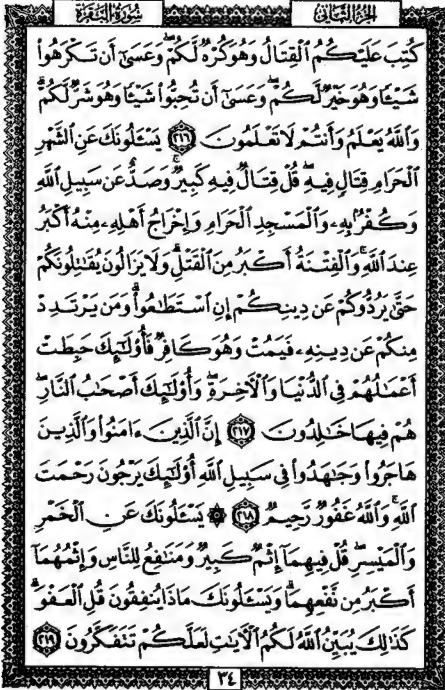 الجزء الثانى
سورة البقرة
كُتِبَ عَلَيْكُمُ ٱلْقِتَالُ وَهُوَ كُرْهٌ لَّكُمْ ۖ وَعَسَىٰٓ أَن تَكْرَهُوا۟
شَيْـًٔا وَهُوَ خَيْرٌ لَّكُمْ ۖ وَعَسَىٰٓ أَن تُحِبُّوا۟ شَيْـًٔا وَهُوَ شَرٌّ لَّكُمْ ۗ
وَٱللَّهُ يَعْلَمُ وَأَنتُمْ لَا تَعْلَمُونَ ٢١٦ يَسْـَٔلُونَكَ عَنِ ٱلشَّهْرِ
ٱلْحَرَامِ قِتَالٍ فِيهِ ۖ قُلْ قِتَالٌ فِيهِ كَبِيرٌ ۖ وَصَدٌّ عَن سَبِيلِ ٱللَّهِ
وَكُفْرٌۢ بِهِۦ وَٱلْمَسْجِدِ ٱلْحَرَامِ وَإِخْرَاجُ أَهْلِهِۦ مِنْهُ أَكْبَرُ
عِندَ ٱللَّهِ ۚ وَٱلْفِتْنَةُ أَكْبَرُ مِنَ ٱلْقَتْلِ ۗ وَلَا يَزَالُونَ يُقَـٰتِلُونَكُمْ
حَتَّىٰ يَرُدُّوكُمْ عَن دِينِكُمْ إِنِ ٱسْتَطَـٰعُوا۟ ۚ وَمَن يَرْتَدِدْ
مِنكُمْ عَن دِينِهِۦ فَيَمُتْ وَهُوَ كَافِرٌ فَأُو۟لَـٰٓئِكَ حَبِطَتْ
أَعْمَـٰلُهُمْ فِى ٱلدُّنْيَا وَٱلْـَٔاخِرَةِ ۖ وَأُو۟لَـٰٓئِكَ أَصْحَـٰبُ ٱلنَّارِ ۖ
هُمْ فِيهَا خَـٰلِدُونَ ٢١٧ إِنَّ ٱلَّذِينَ ءَامَنُوا۟ وَٱلَّذِينَ
هَاجَرُوا۟ وَجَـٰهَدُوا۟ فِى سَبِيلِ ٱللَّهِ أُو۟لَـٰٓئِكَ يَرْجُونَ رَحْمَتَ
ٱللَّهِ ۚ وَٱللَّهُ غَفُورٌ رَّحِيمٌ ٢١٨ ۞ يَسْـَٔلُونَكَ عَنِ ٱلْخَمْرِ
وَٱلْمَيْسِرِ ۖ قُلْ فِيهِمَآ إِثْمٌ كَبِيرٌ وَمَنَـٰفِعُ لِلنَّاسِ وَإِثْمُهُمَآ
أَكْبَرُ مِن نَّفْعِهِمَا ۗ وَيَسْـَٔلُونَكَ مَاذَا يُنفِقُونَ قُلِ ٱلْعَفْوَ ۗ
كَذَٰلِكَ يُبَيِّنُ ٱللَّهُ لَكُمُ ٱلْـَٔايَـٰتِ لَعَلَّكُمْ تَتَفَكَّرُونَ ٢١٩
٣٤